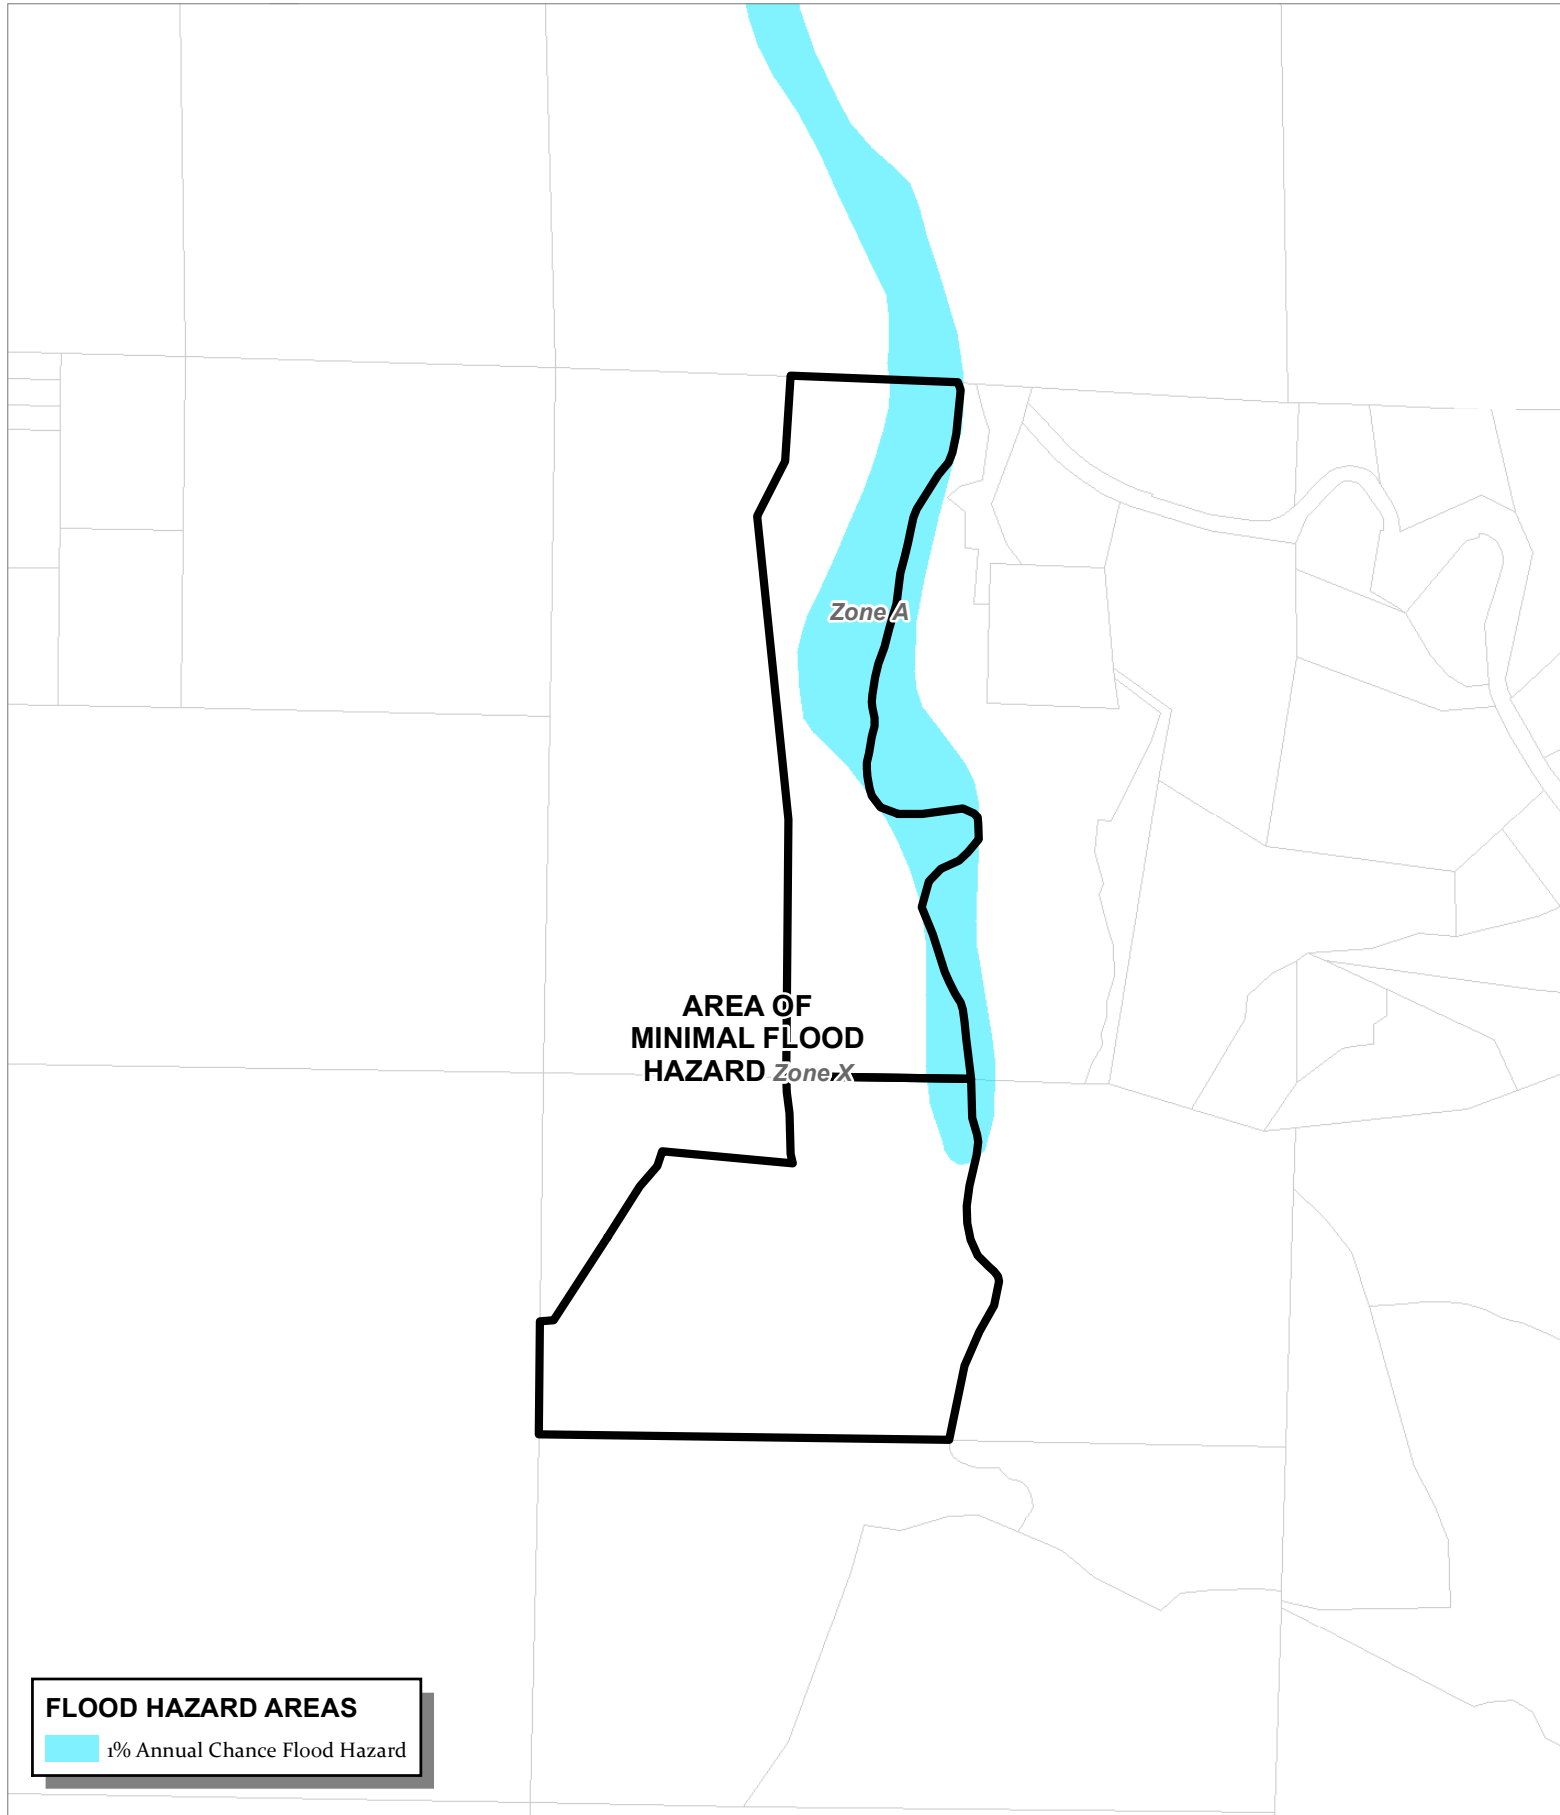 Zone A
AREA OF
MINIMAL FLOOD
HAZARD Zone X
FLOOD HAZARD AREAS
1% Annual Chance Flood Hazard